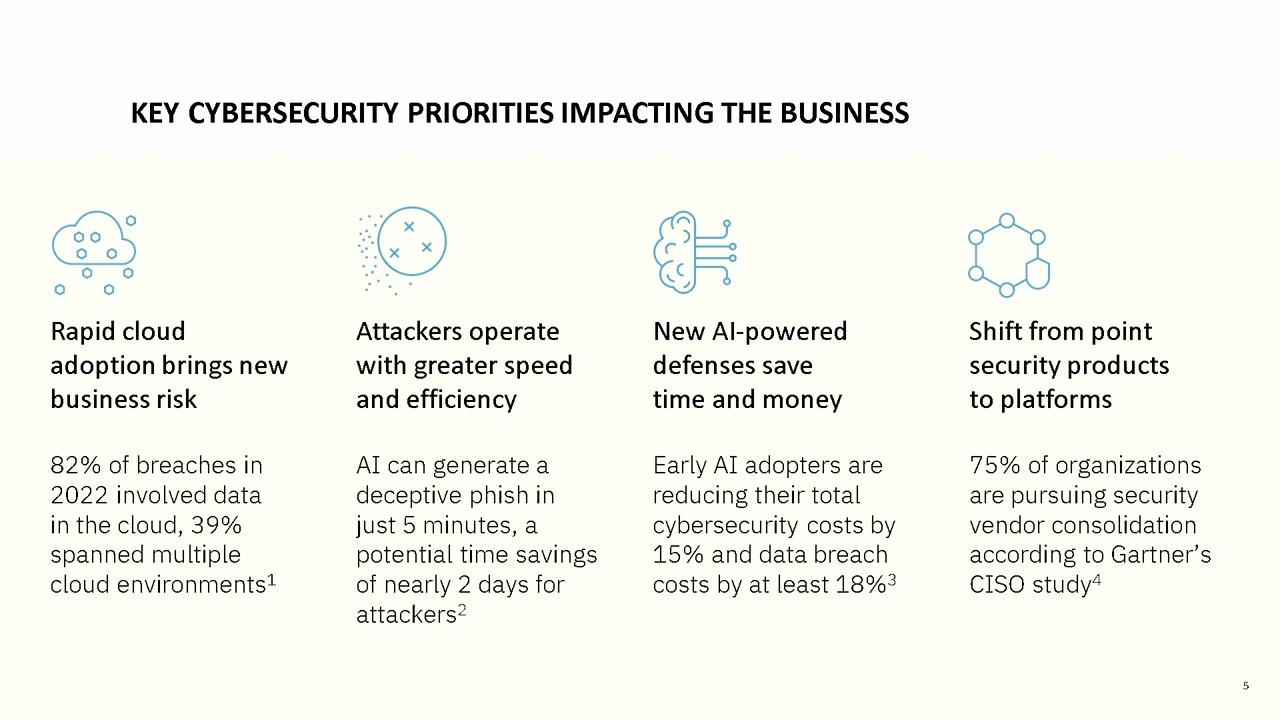 KEY CYBERSECURITY PRIORITIES IMPACTING THE BUSINESS
Rapid cloud
adoption brings new
business risk
82% of breaches in
2022 involved data
in the cloud, 39%
spanned multiple
cloud environments¹
Attackers operate
with greater speed
and efficiency
AI can generate a
deceptive phish in
just 5 minutes, a
potential time savings
of nearly 2 days for
attackers²
New AI-powered
defenses save
time and money
Early AI adopters are
reducing their total
cybersecurity costs by
15% and data breach
costs by at least 18%³
Shift from point
security products
to platforms
75% of organizations
are pursuing security
vendor consolidation
according to Gartner’s
CISO study⁴
5